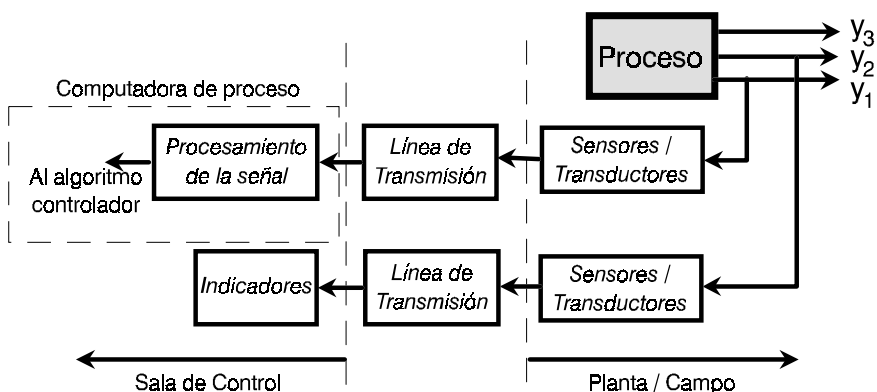 Proceso
y3
y2
y1
Computadora de proceso
Procesamiento
de la señal
Línea de
Transmisión
Sensores /
Transductores
Al algoritmo
controlador
Indicadores
Línea de
Transmisión
Sensores /
Transductores
Sala de Control
Planta / Campo